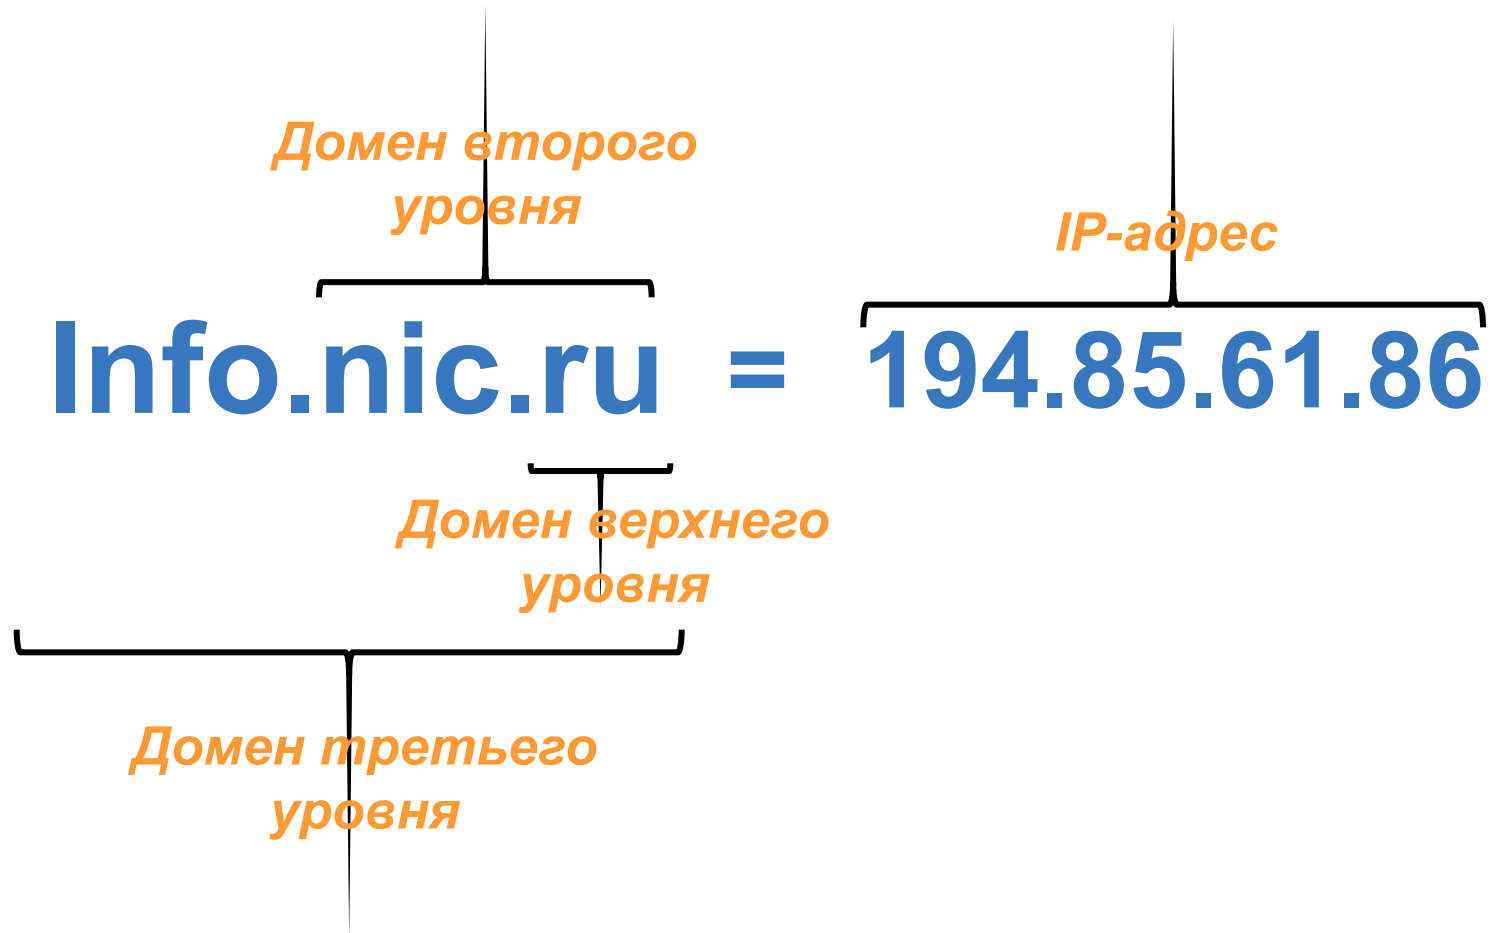 Домен второго
уровня
IP-адрес
Info.nic.ru = 194.85.61.86
Домен верхнего
уровня
Домен третьего
уровня